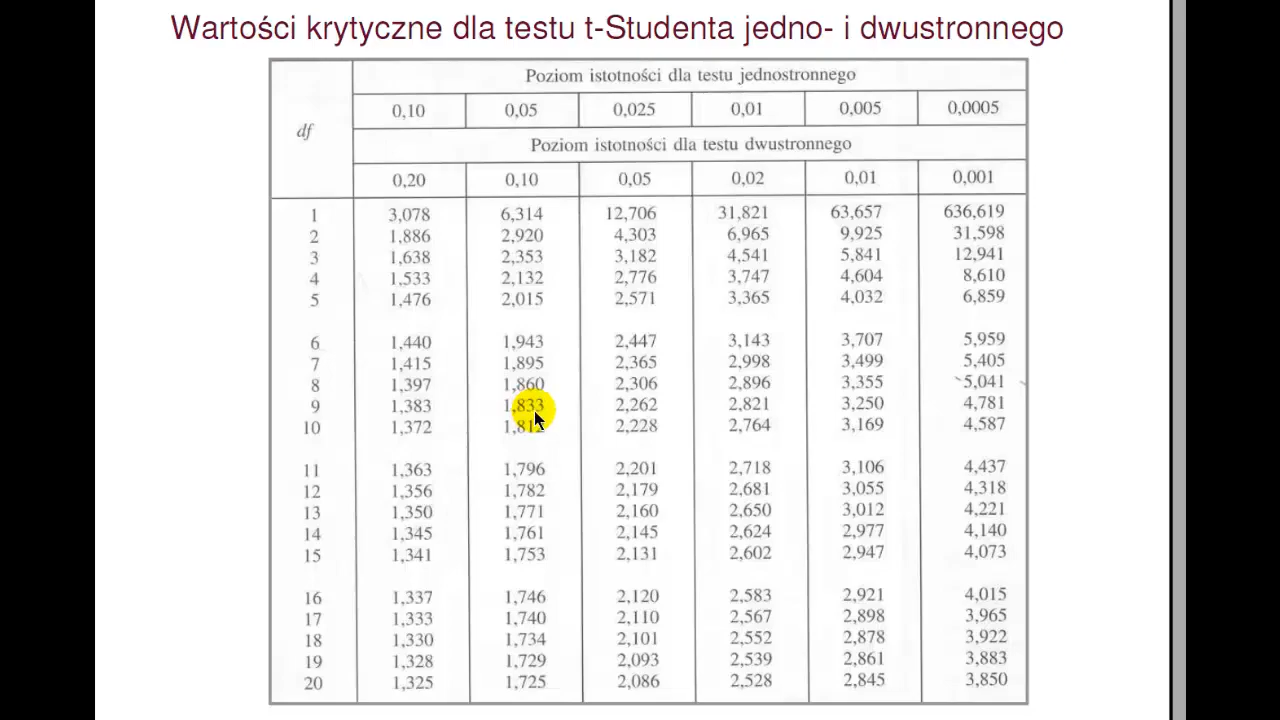 Wartości krytyczne dla testu t-Studenta jedno- i dwustronnego
Poziom istotności dla testu jednostronnego
0,10 0,05 0,025 0,01 0,005 0,0005
df
Poziom istotności dla testu dwustronnego
0,20 0,10 0,05 0,02 0,01 0,001
1 3,078 6,314 12,706 31,821 63,657 636,619
2 1,886 2,920 4,303 6,965 9,925 31,598
3 1,638 2,353 3,182 4,541 5,841 12,941
4 1,533 2,132 2,776 3,747 4,604 8,610
5 1,476 2,015 2,571 3,365 4,032 6,859
6 1,440 1,943 2,447 3,143 3,707 5,959
7 1,415 1,895 2,365 2,998 3,499 5,405
8 1,397 1,860 2,306 2,896 3,355 5,041
9 1,383 1,833 2,262 2,821 3,250 4,781
10 1,372 1,812 2,228 2,764 3,169 4,587
11 1,363 1,796 2,201 2,718 3,106 4,437
12 1,356 1,782 2,179 2,681 3,055 4,318
13 1,350 1,771 2,160 2,650 3,012 4,221
14 1,345 1,761 2,145 2,624 2,977 4,140
15 1,341 1,753 2,131 2,602 2,947 4,073
16 1,337 1,746 2,120 2,583 2,921 4,015
17 1,333 1,740 2,110 2,567 2,898 3,965
18 1,330 1,734 2,101 2,552 2,878 3,922
19 1,328 1,729 2,093 2,539 2,861 3,883
20 1,325 1,725 2,086 2,528 2,845 3,850